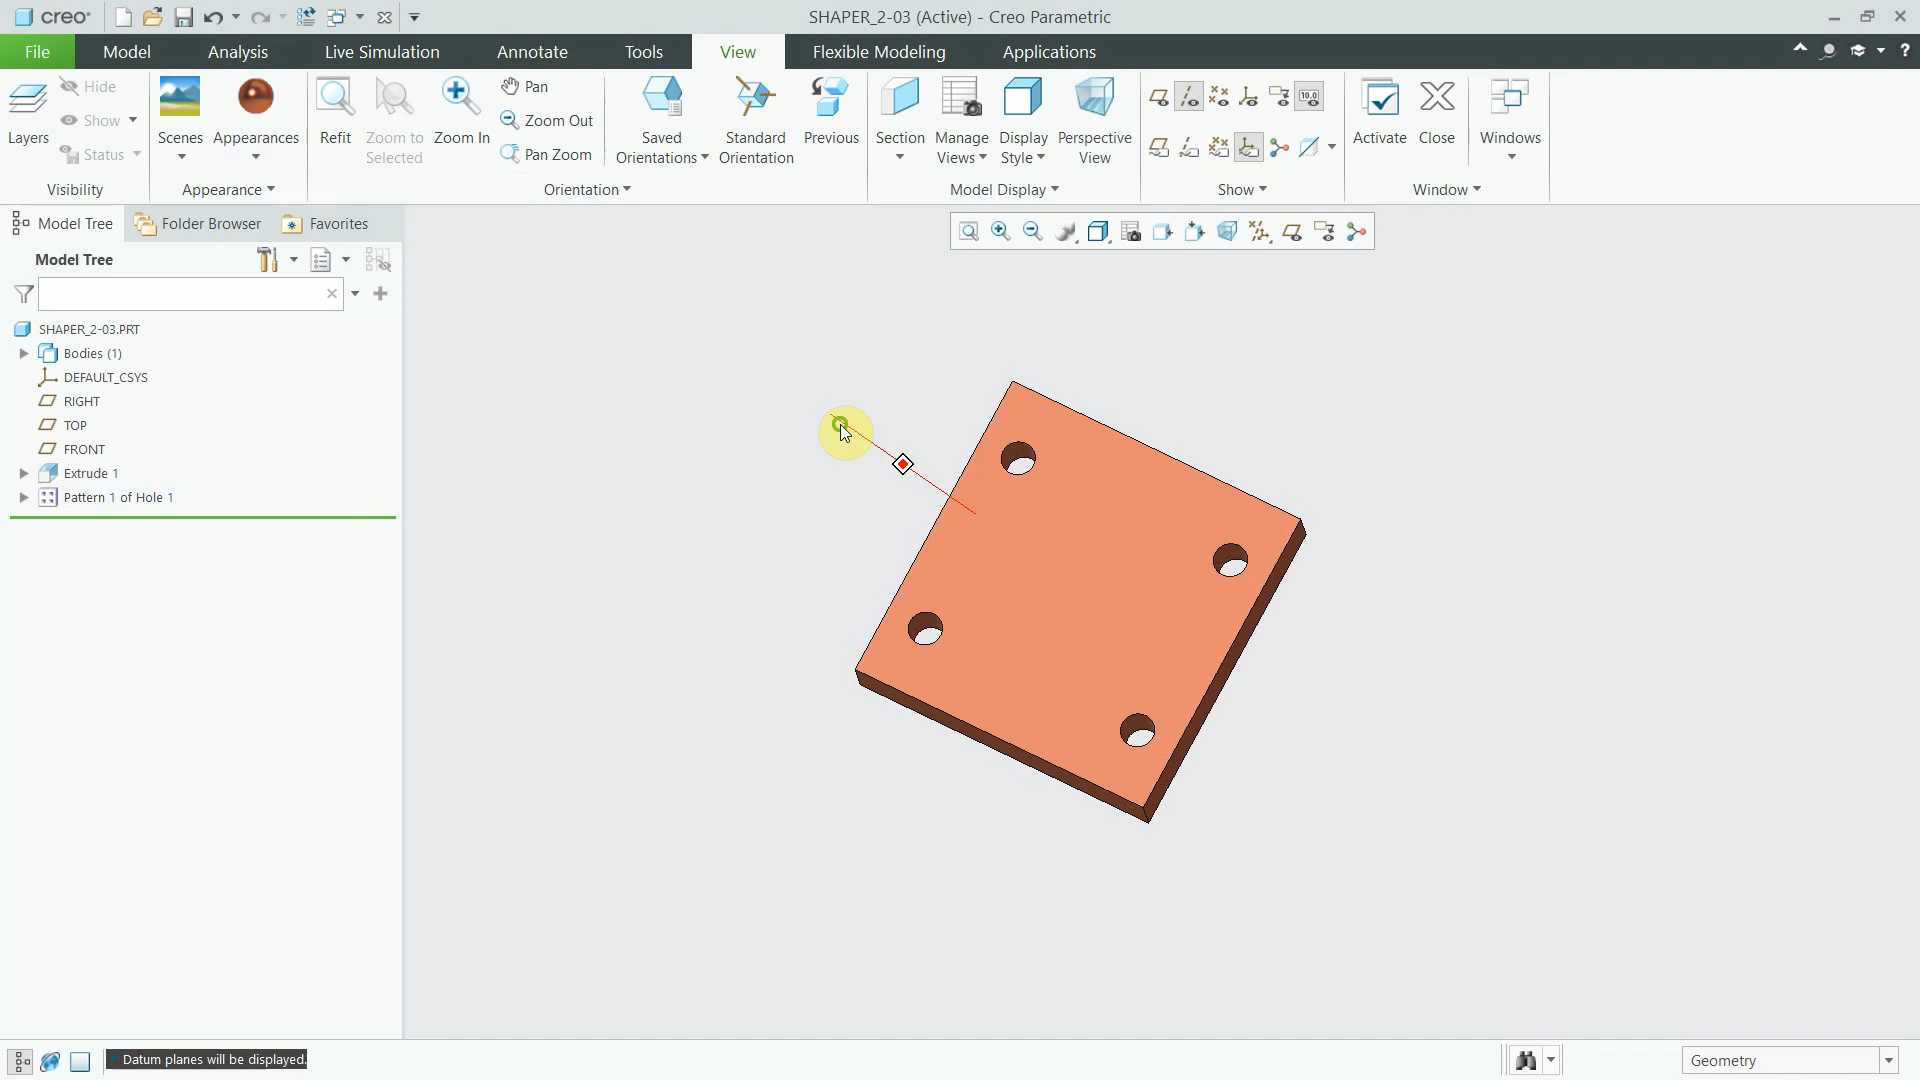 creo
SHAPER_2-03 (Active) - Creo Parametric
File
Model
Analysis
Live Simulation
Annotate
Tools
View
Flexible Modeling
Applications
Layers
Hide
Show
Status
Visibility
Scenes
Appearances
Appearance
Refit
Zoom to
Selected
Zoom In
Pan
Zoom Out
Pan Zoom
Saved
Orientations
Standard
Orientation
Previous
Orientation
Section
Manage
Views
Display
Style
Perspective
View
Model Display
10.0
Show
Activate
Close
Windows
Window
Model Tree
Folder Browser
Favorites
Model Tree
SHAPER_2-03.PRT
Bodies (1)
DEFAULT_CSYS
RIGHT
TOP
FRONT
Extrude 1
Pattern 1 of Hole 1
Datum planes will be displayed.
Geometry